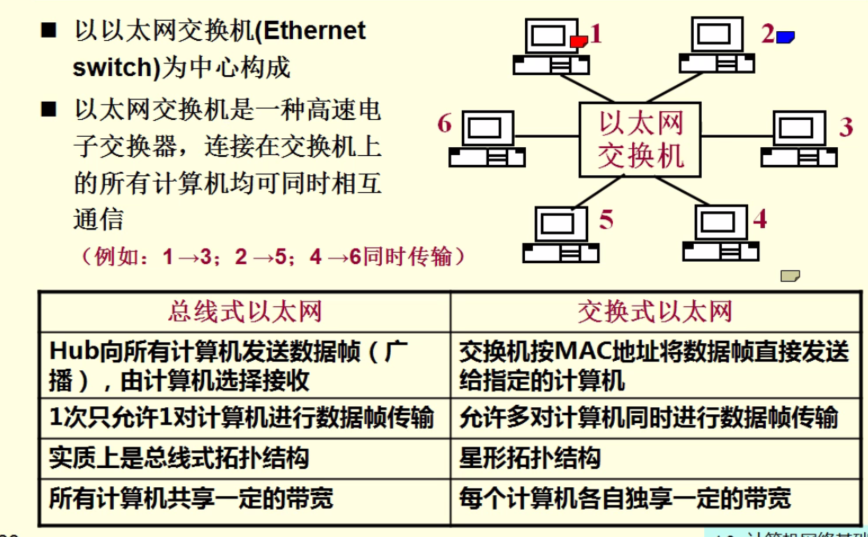 ■ 以以太网交换机(Ethernet
switch)为中心构成
■ 以太网交换机是一种高速电
子交换器，连接在交换机上
的所有计算机均可同时相互
通信
（例如：1→3；2→5；4→6同时传输）
1
2
6
以太网
交换机
3
5
4
总线式以太网
交换式以太网
Hub向所有计算机发送数据帧（广
播），由计算机选择接收
交换机按MAC地址将数据帧直接发送
给指定的计算机
1次只允许1对计算机进行数据帧传输
允许多对计算机同时进行数据帧传输
实质上是总线式拓扑结构
星形拓扑结构
所有计算机共享一定的带宽
每个计算机各自独享一定的带宽